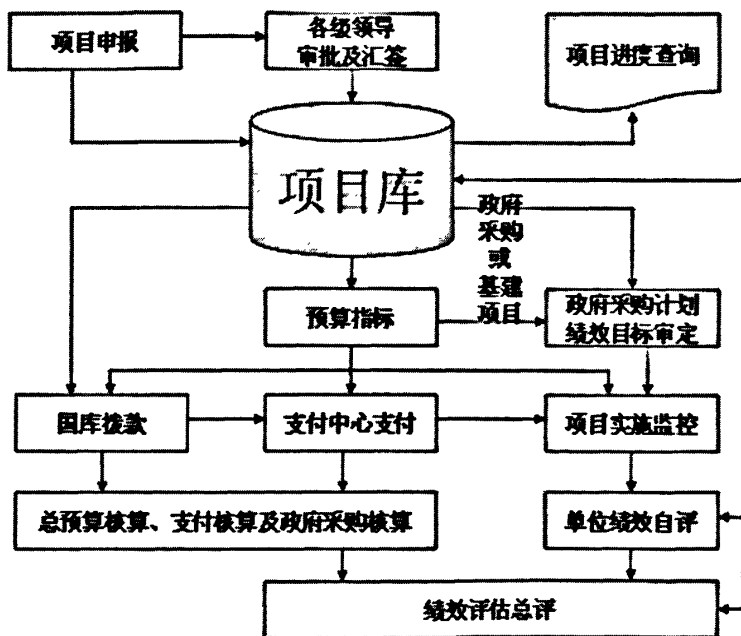 项目申报
各级领导
审批及汇签
项目进度查询
项目库
政府
采购
或
基建
项目
预算指标
政府采购计划
绩效目标审定
国库拨款
支付中心支付
项目实施监控
总预算核算、支付核算及政府采购核算
单位绩效自评
绩效评估总评